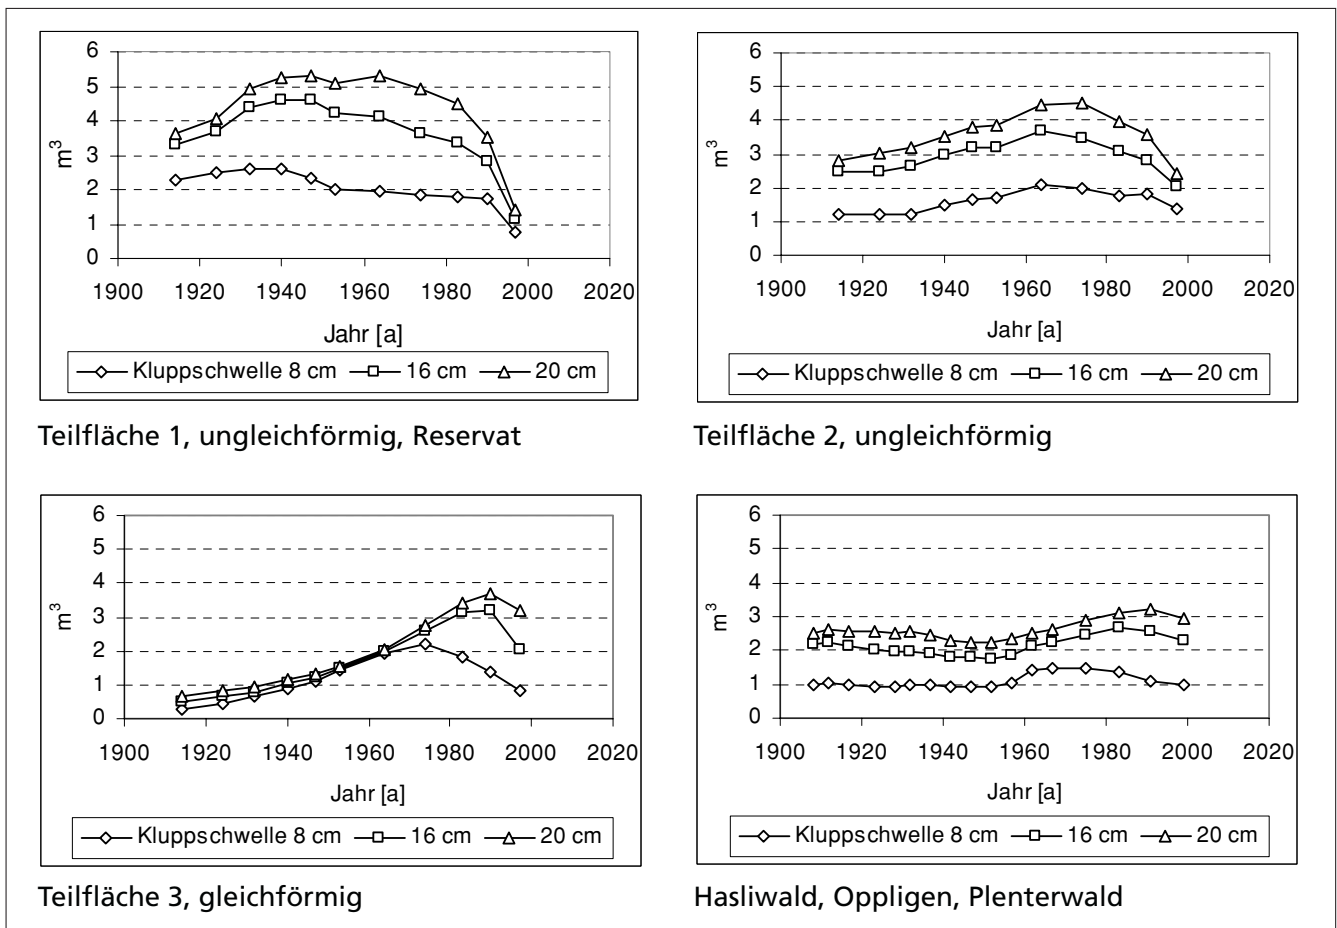 6
5
4
3
2
1
0
m³
1900 1920 1940 1960 1980 2000 2020
Jahr [a]
Kluppschwelle 8 cm 16 cm 20 cm
Teilfläche 1, ungleichförmig, Reservat
6
5
4
3
2
1
0
m³
1900 1920 1940 1960 1980 2000 2020
Jahr [a]
Kluppschwelle 8 cm 16 cm 20 cm
Teilfläche 2, ungleichförmig
6
5
4
3
2
1
0
m³
1900 1920 1940 1960 1980 2000 2020
Jahr [a]
Kluppschwelle 8 cm 16 cm 20 cm
Teilfläche 3, gleichförmig
6
5
4
3
2
1
0
m³
1900 1920 1940 1960 1980 2000 2020
Jahr [a]
Kluppschwelle 8 cm 16 cm 20 cm
Hasliwald, Oppligen, Plenterwald